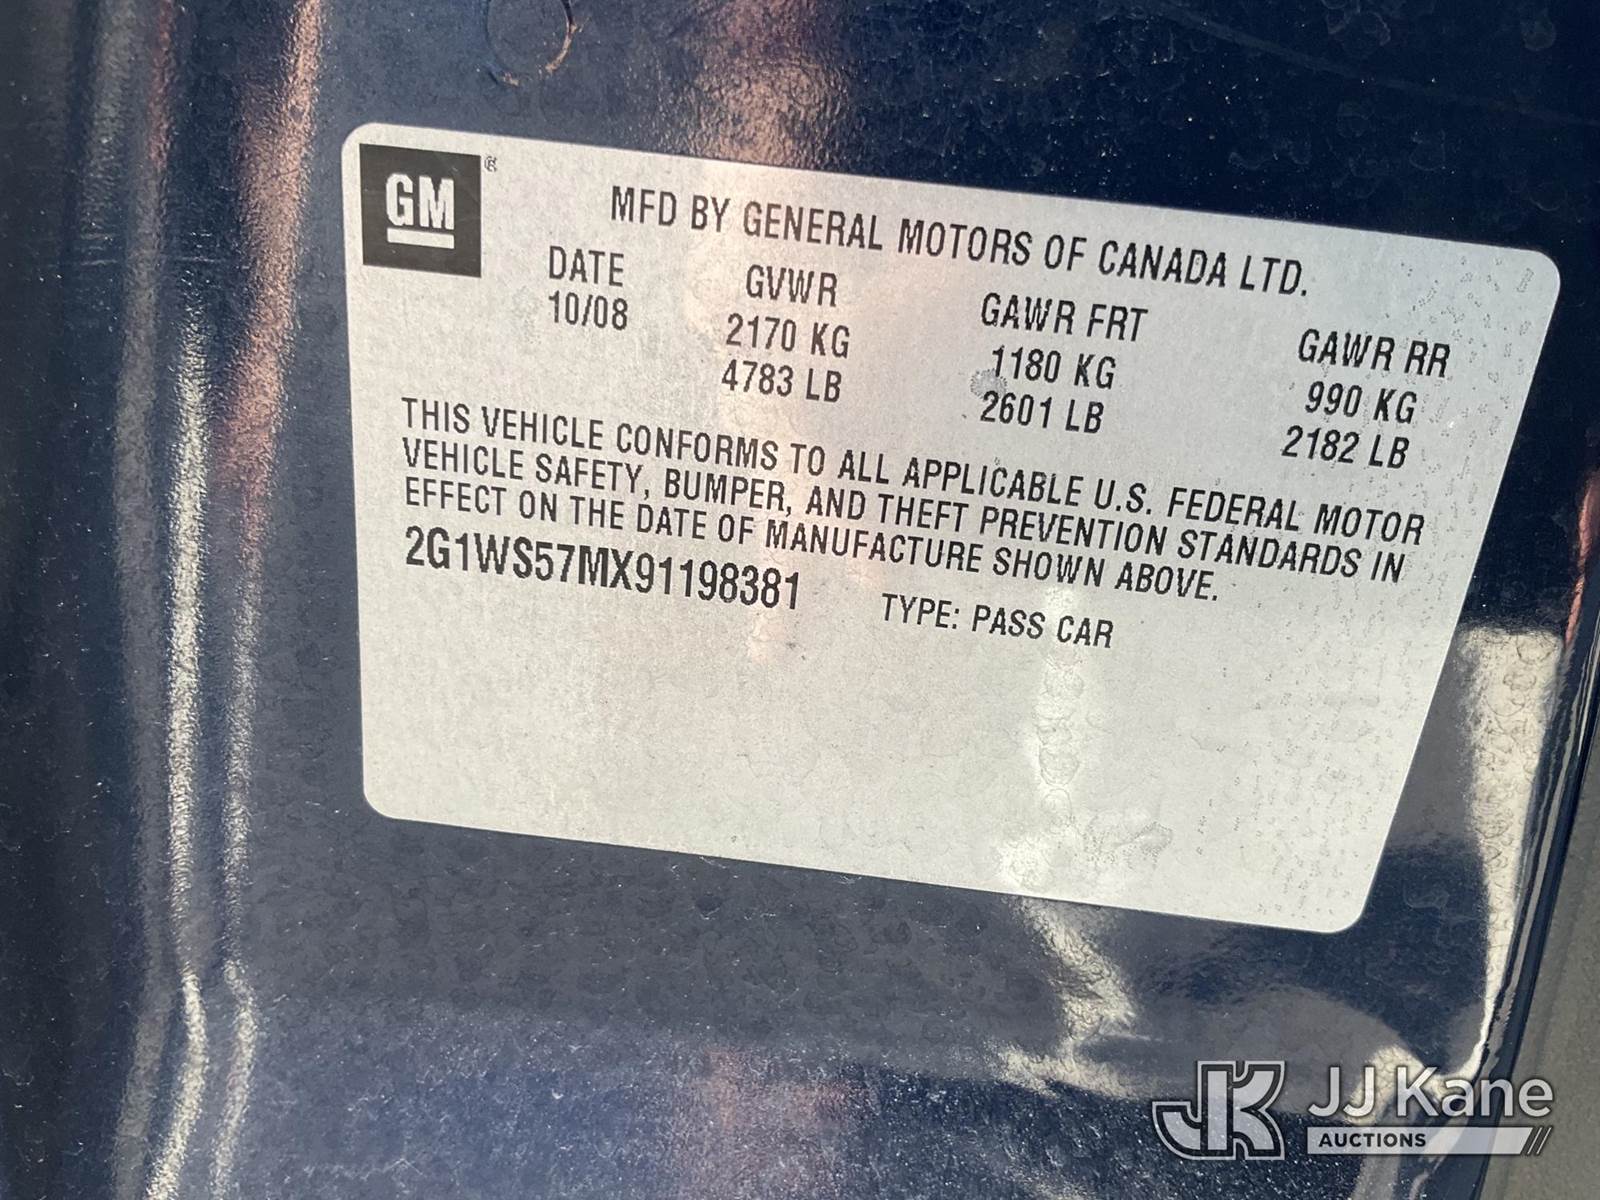 GM ®
MFD BY GENERAL MOTORS OF CANADA LTD.
DATE GVWR GAWR FRT GAWR RR
10/08 2170 KG 1180 KG 990 KG
4783 LB 2601 LB 2182 LB
THIS VEHICLE CONFORMS TO ALL APPLICABLE U.S. FEDERAL MOTOR
VEHICLE SAFETY, BUMPER, AND THEFT PREVENTION STANDARDS IN
EFFECT ON THE DATE OF MANUFACTURE SHOWN ABOVE.
2G1WS57MX91198381 TYPE: PASS CAR
JK JJ Kane
AUCTIONS